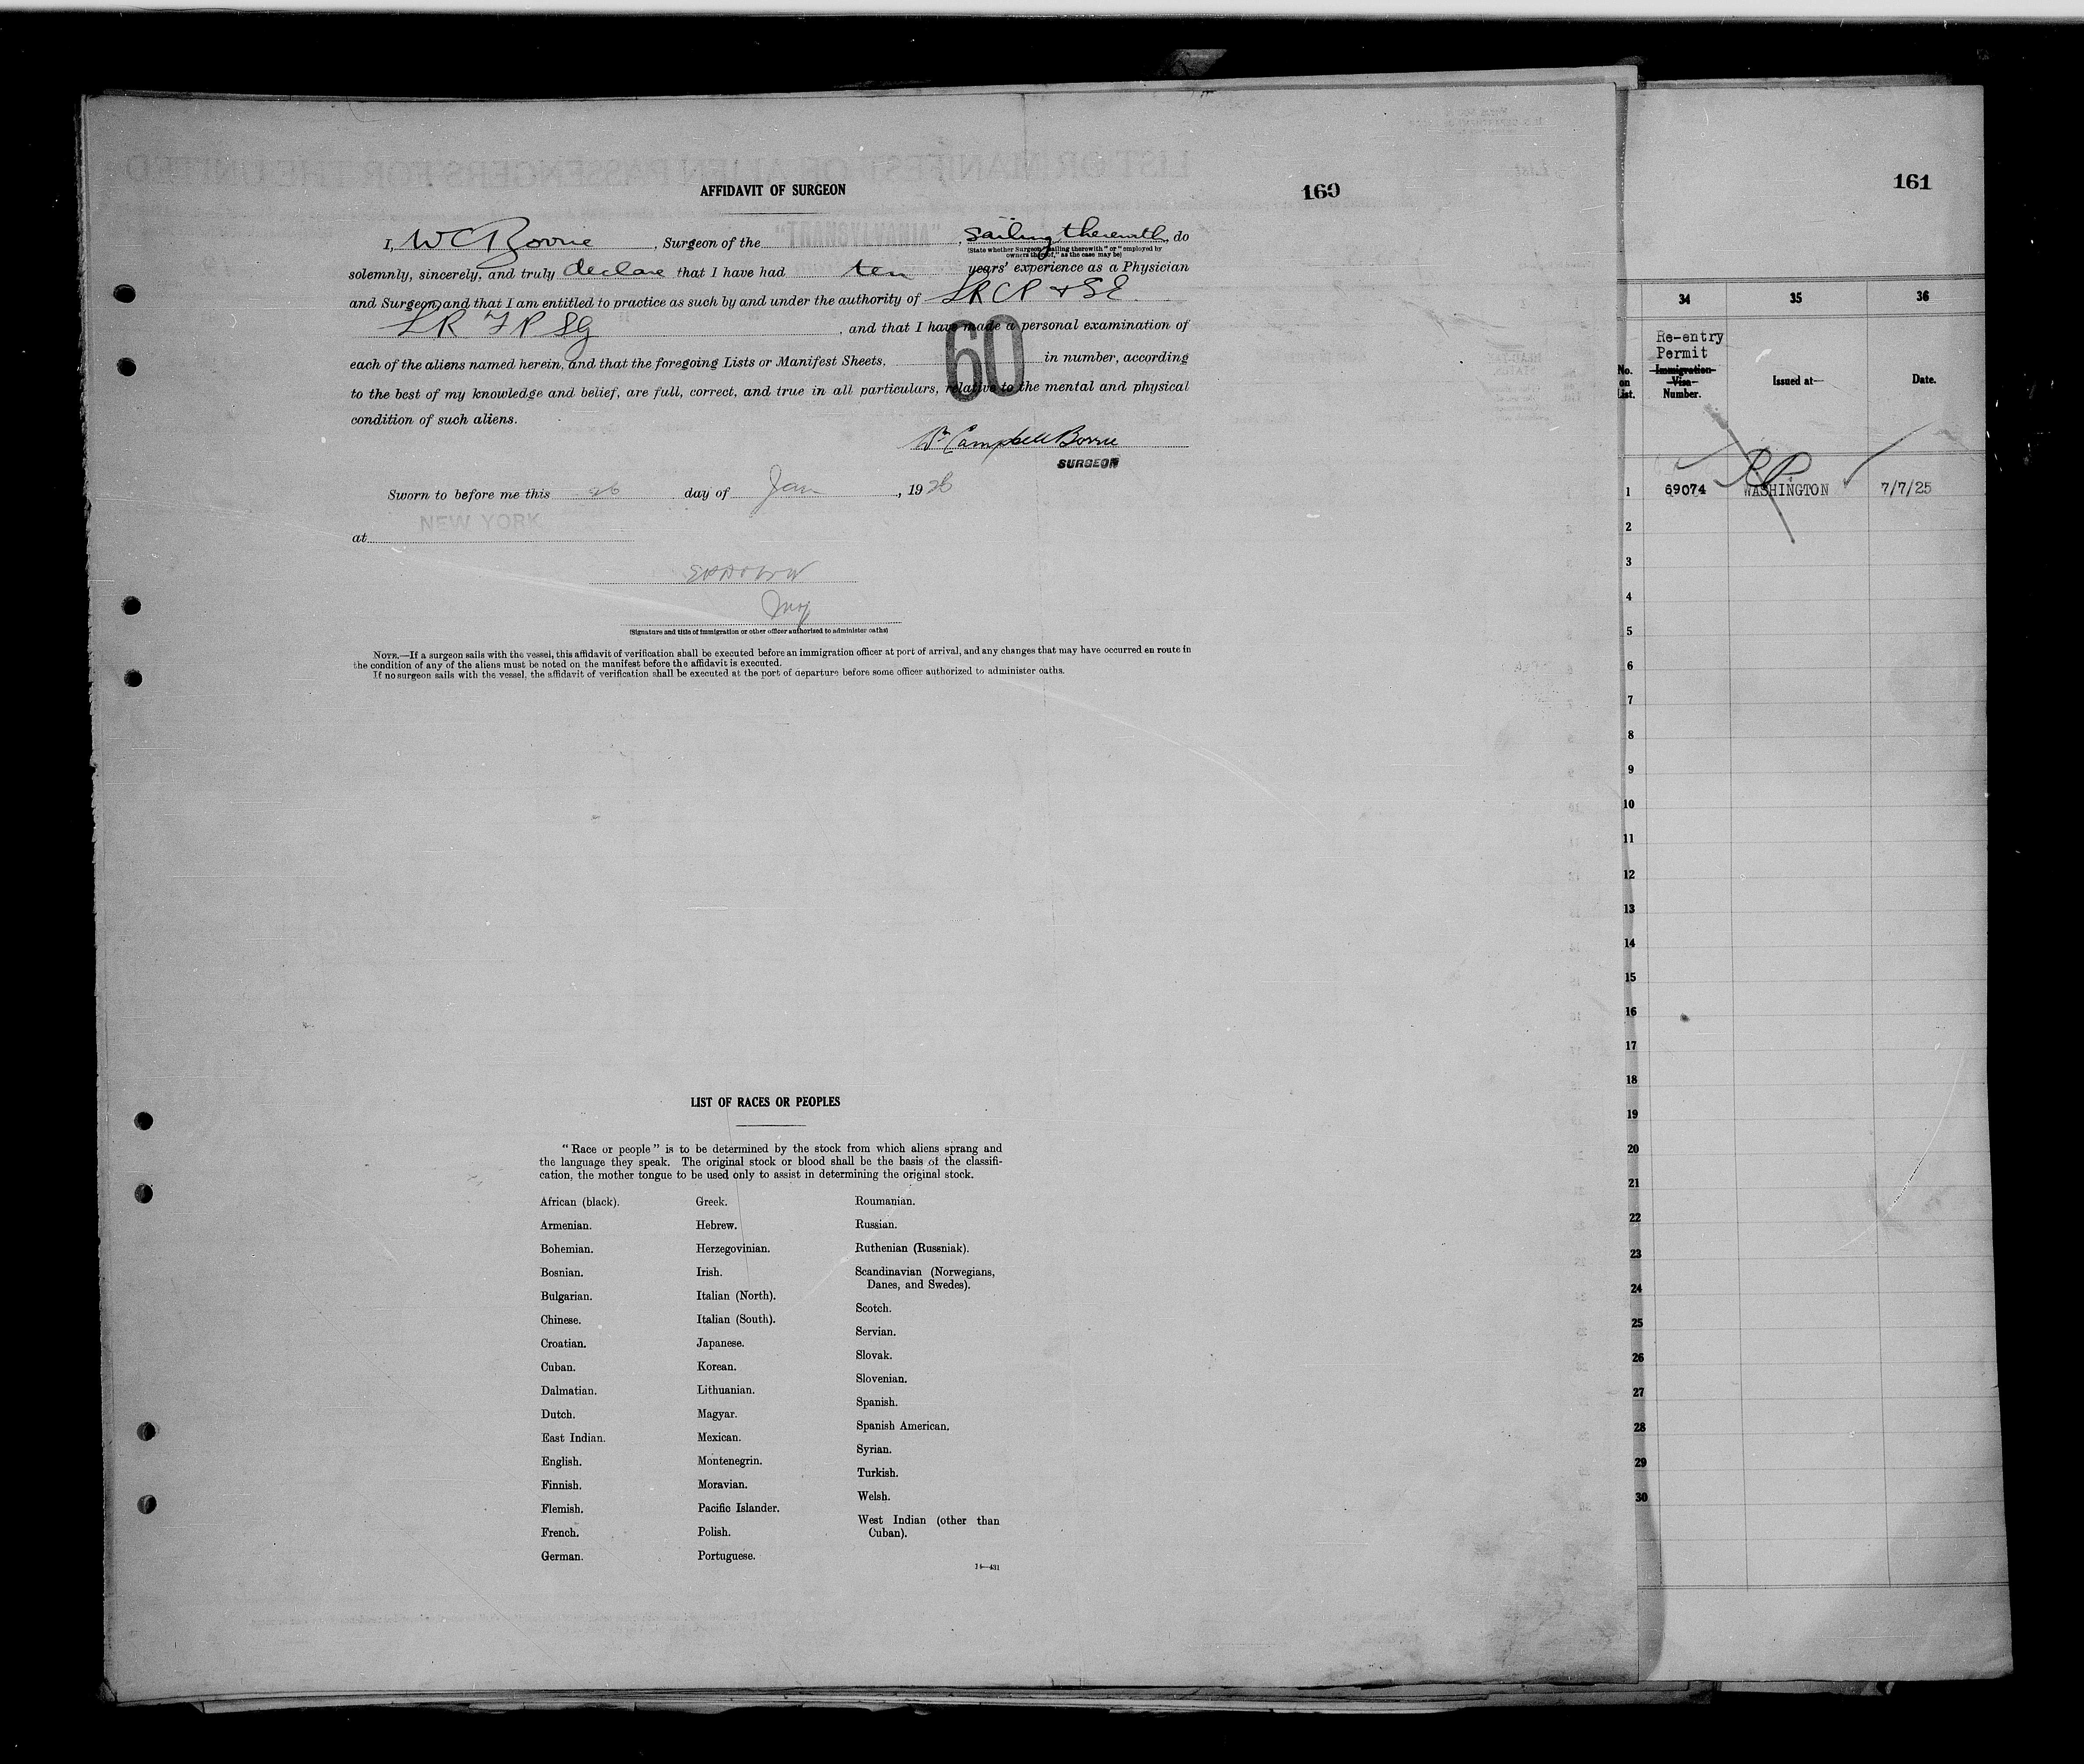 AFFIDAVIT OF SURGEON
160
I, W C Borrie, Surgeon of the , Sailing therewith, do
(State whether Surgeon "sailing therewith" or "employed by
owners thereof," as the case may be)
solemnly, sincerely, and truly declare that I have had ten years' experience as a Physician
and Surgeon, and that I am entitled to practice as such by and under the authority of LRCP & SE
LR FP SG, and that I have made a personal examination of
each of the aliens named herein, and that the foregoing Lists or Manifest Sheets, 60 in number, according
to the best of my knowledge and belief, are full, correct, and true in all particulars, relative to the mental and physical
condition of such aliens.
Wm Campbell Borrie
SURGEON
Sworn to before me this 26 day of Jan, 1926
NEW YORK
at
(Signature and title of immigration or other officer authorized to administer oaths)
NOTE.—If a surgeon sails with the vessel, this affidavit of verification shall be executed before an immigration officer at port of arrival, and any changes that may have occurred en route in
the condition of any of the aliens must be noted on the manifest before the affidavit is executed.
If no surgeon sails with the vessel, the affidavit of verification shall be executed at the port of departure before some officer authorized to administer oaths.
LIST OF RACES OR PEOPLES
"Race or people" is to be determined by the stock from which aliens sprang and
the language they speak. The original stock or blood shall be the basis of the classifi-
cation, the mother tongue to be used only to assist in determining the original stock.
African (black).
Armenian.
Bohemian.
Bosnian.
Bulgarian.
Chinese.
Croatian.
Cuban.
Dalmatian.
Dutch.
East Indian.
English.
Finnish.
Flemish.
French.
German.
Greek.
Hebrew.
Herzegovinian.
Irish.
Italian (North).
Italian (South).
Japanese.
Korean.
Lithuanian.
Magyar.
Mexican.
Montenegrin.
Moravian.
Pacific Islander.
Polish.
Portuguese.
Roumanian.
Russian.
Ruthenian (Russniak).
Scandinavian (Norwegians,
Danes, and Swedes).
Scotch.
Servian.
Slovak.
Slovenian.
Spanish.
Spanish American.
Syrian.
Turkish.
Welsh.
West Indian (other than
Cuban).
14—431
161
34 35 36
No.
on
List.
Re-entry
Permit
Immigration
Visa
Number.
Issued at—
Date.
RP
1 69074 WASHINGTON 7/7/25
2
3
4
5
6
7
8
9
10
11
12
13
14
15
16
17
18
19
20
21
22
23
24
25
26
27
28
29
30